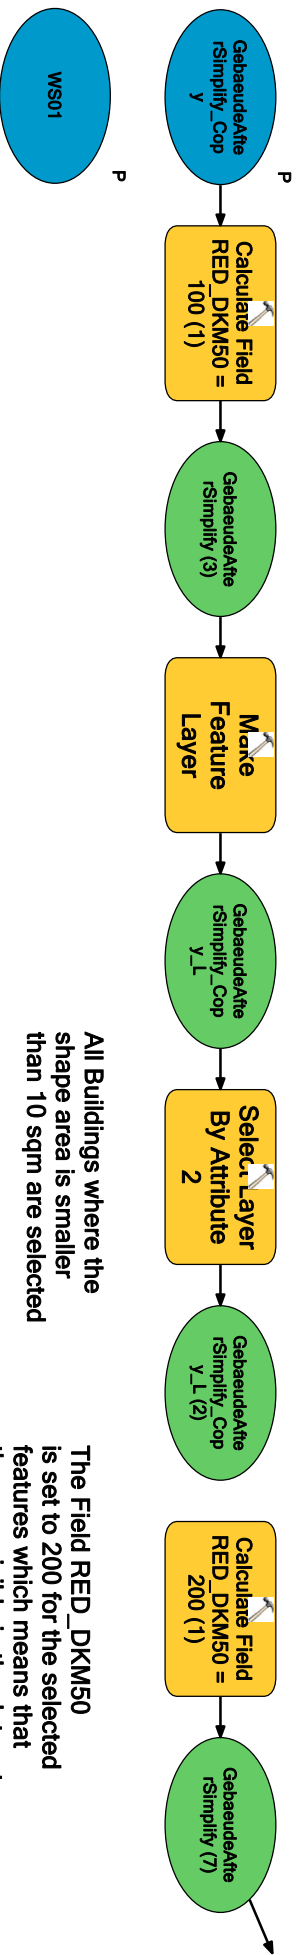 GebaeudeAfte
rSimplify_Cop
y
P
Calculate Field
RED_DKM50 =
100 (1)
GebaeudeAfte
rSimplify (3)
Make
Feature
Layer
GebaeudeAfte
rSimplify_Cop
y_L
Select Layer
By Attribute
2
GebaeudeAfte
rSimplify_Cop
y_L (2)
Calculate Field
RED_DKM50 =
200 (1)
GebaeudeAfte
rSimplify (7)
WS01
P
All Buildings where the
shape area is smaller
than 10 sqm are selected
The Field RED_DKM50
is set to 200 for the selected
features which means that